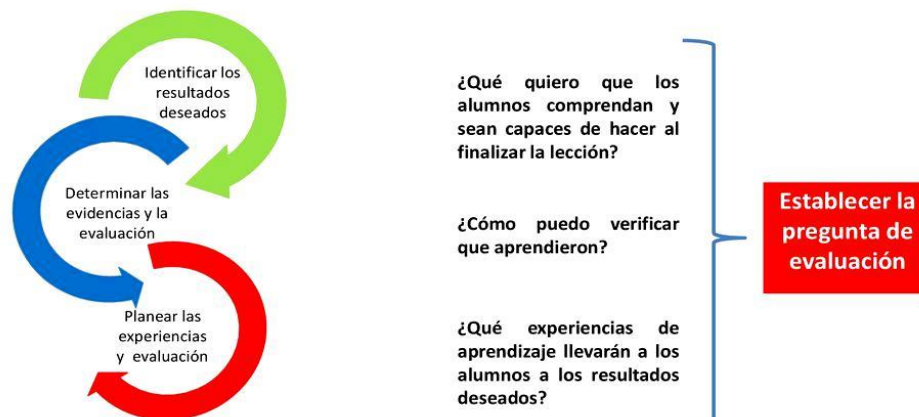 Identificar los
resultados
deseados
Determinar las
evidencias y la
evaluación
Planear las
experiencias
y evaluación
¿Qué quiero que los
alumnos comprendan y
sean capaces de hacer al
finalizar la lección?
¿Cómo puedo verificar
que aprendieron?
¿Qué experiencias de
aprendizaje llevarán a los
alumnos a los resultados
deseados?
Establecer la
pregunta de
evaluación